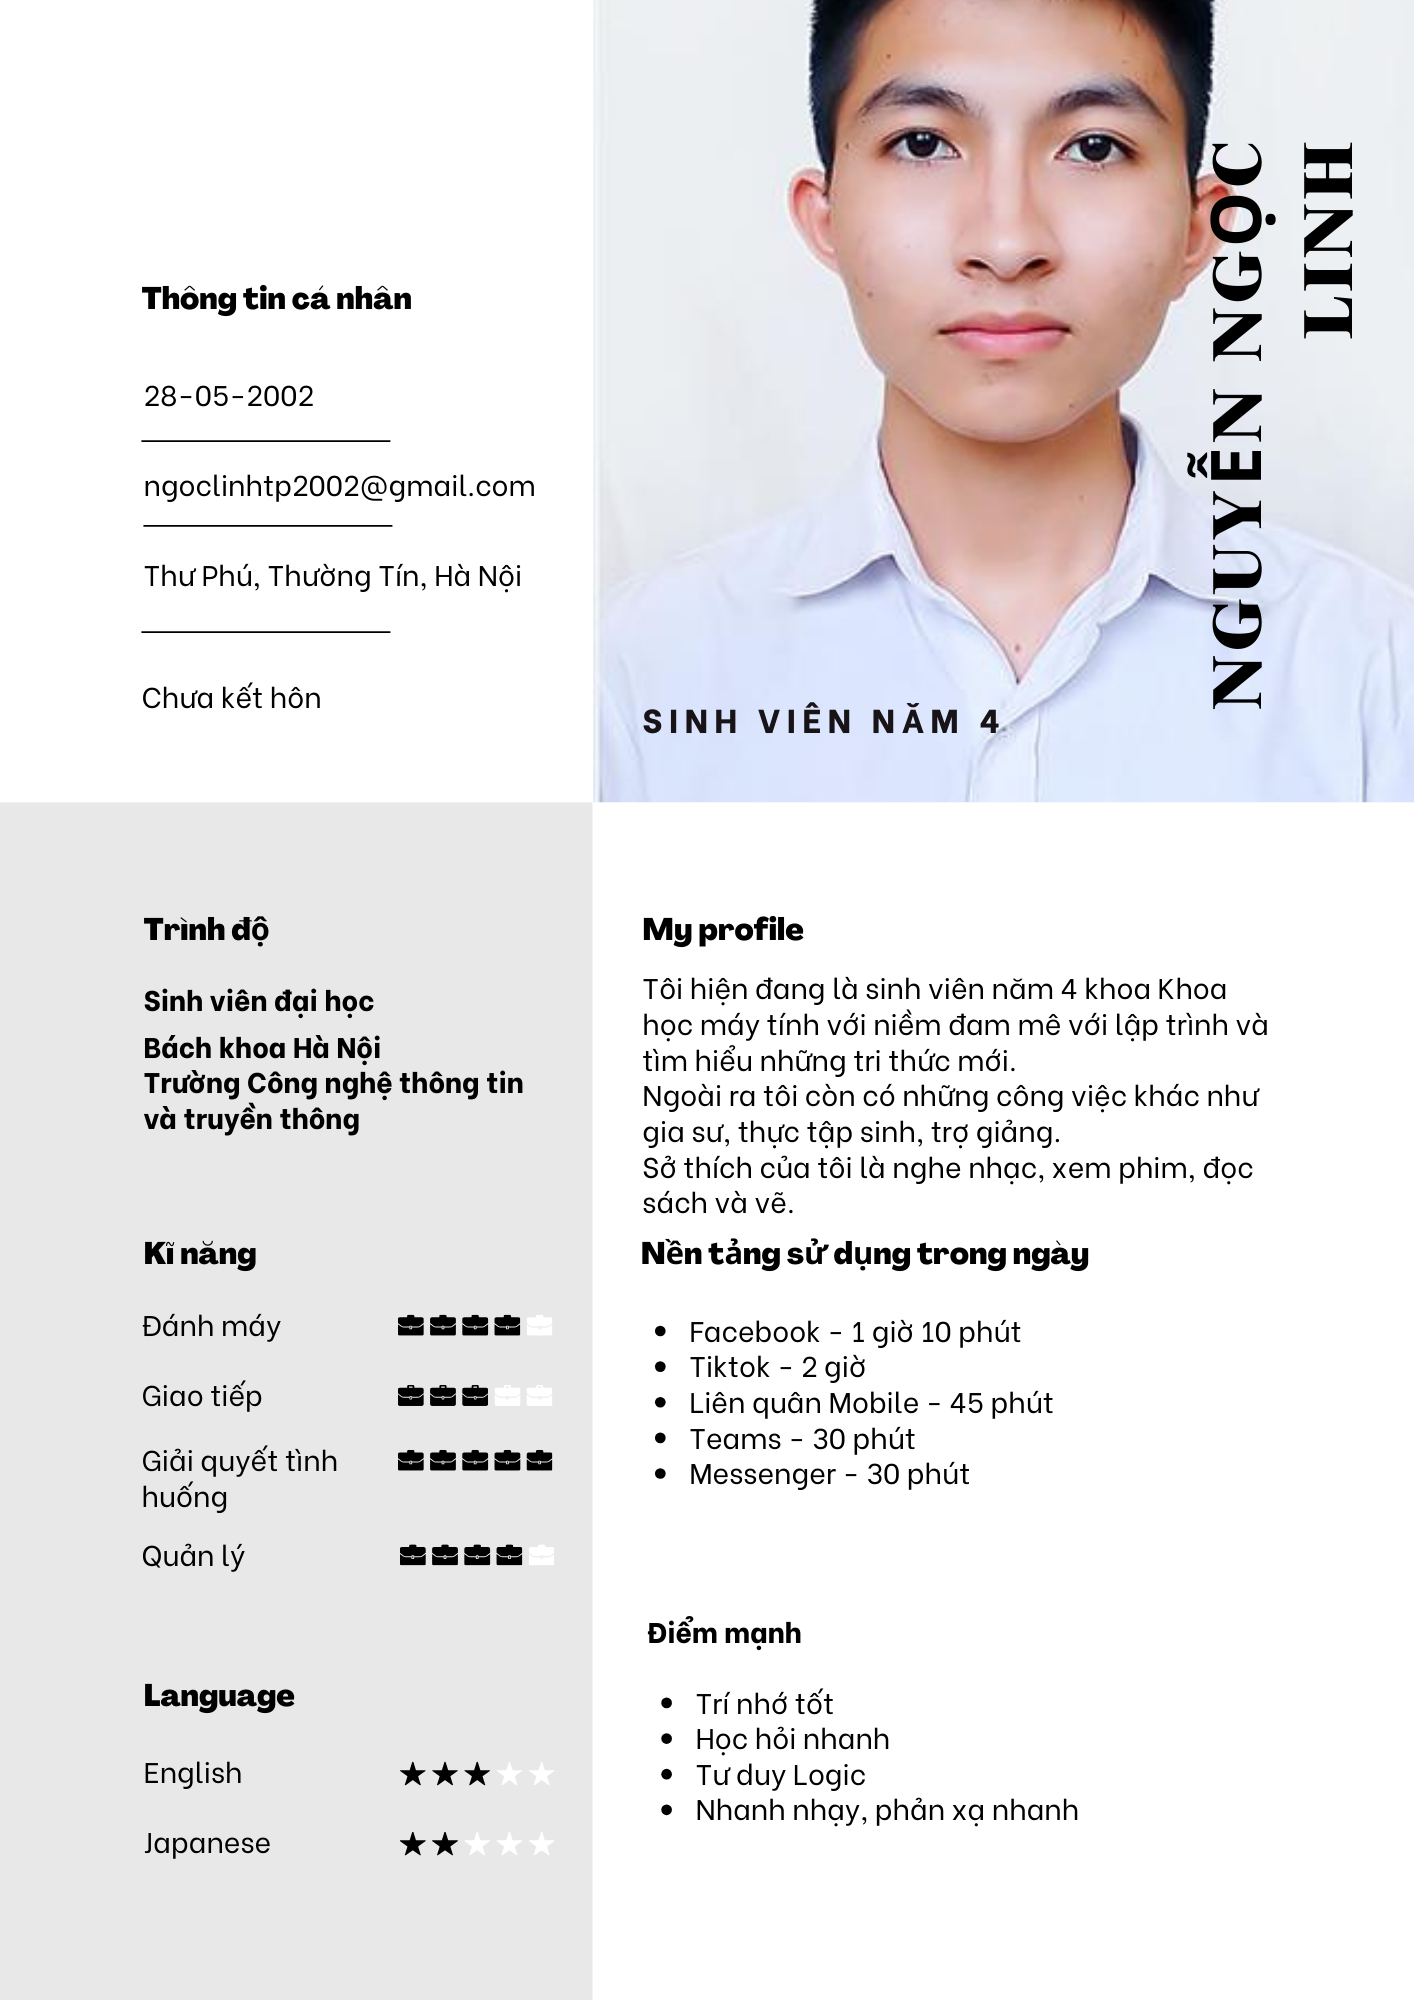 NGUYỄN NGỌC
LINH
SINH VIÊN NĂM 4
Thông tin cá nhân
28-05-2002
ngoclinhtp2002@gmail.com
Thư Phú, Thường Tín, Hà Nội
Chưa kết hôn
Trình độ
Sinh viên đại học
Bách khoa Hà Nội
Trường Công nghệ thông tin
và truyền thông
Kĩ năng
Đánh máy
Giao tiếp
Giải quyết tình
huống
Quản lý
Language
English
Japanese
My profile
Tôi hiện đang là sinh viên năm 4 khoa Khoa
học máy tính với niềm đam mê với lập trình và
tìm hiểu những tri thức mới.
Ngoài ra tôi còn có những công việc khác như
gia sư, thực tập sinh, trợ giảng.
Sở thích của tôi là nghe nhạc, xem phim, đọc
sách và vẽ.
Nền tảng sử dụng trong ngày
Facebook - 1 giờ 10 phút
Tiktok - 2 giờ
Liên quân Mobile - 45 phút
Teams - 30 phút
Messenger - 30 phút
Điểm mạnh
Trí nhớ tốt
Học hỏi nhanh
Tư duy Logic
Nhanh nhạy, phản xạ nhanh